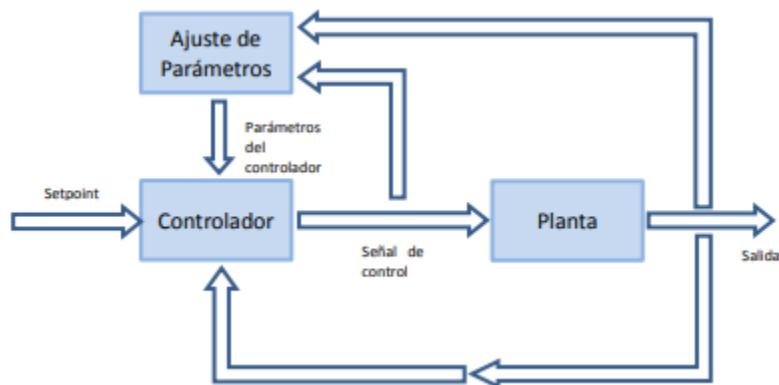 Ajuste de
Parámetros
Parámetros
del
controlador
Setpoint
Controlador
Planta
Señal de
control
Salida